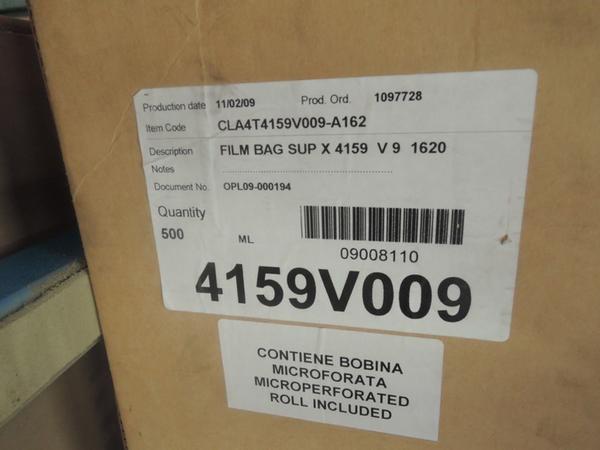 Production date 11/02/09 Prod. Ord. 1097728
Item Code CLA4T4159V009-A162
Description FILM BAG SUP X 4159 V 9 1620
Notes
Document No. OPL09-000194
Quantity
500 ML
09008110
4159V009
CONTIENE BOBINA
MICROFORATA
MICROPERFORATED
ROLL INCLUDED